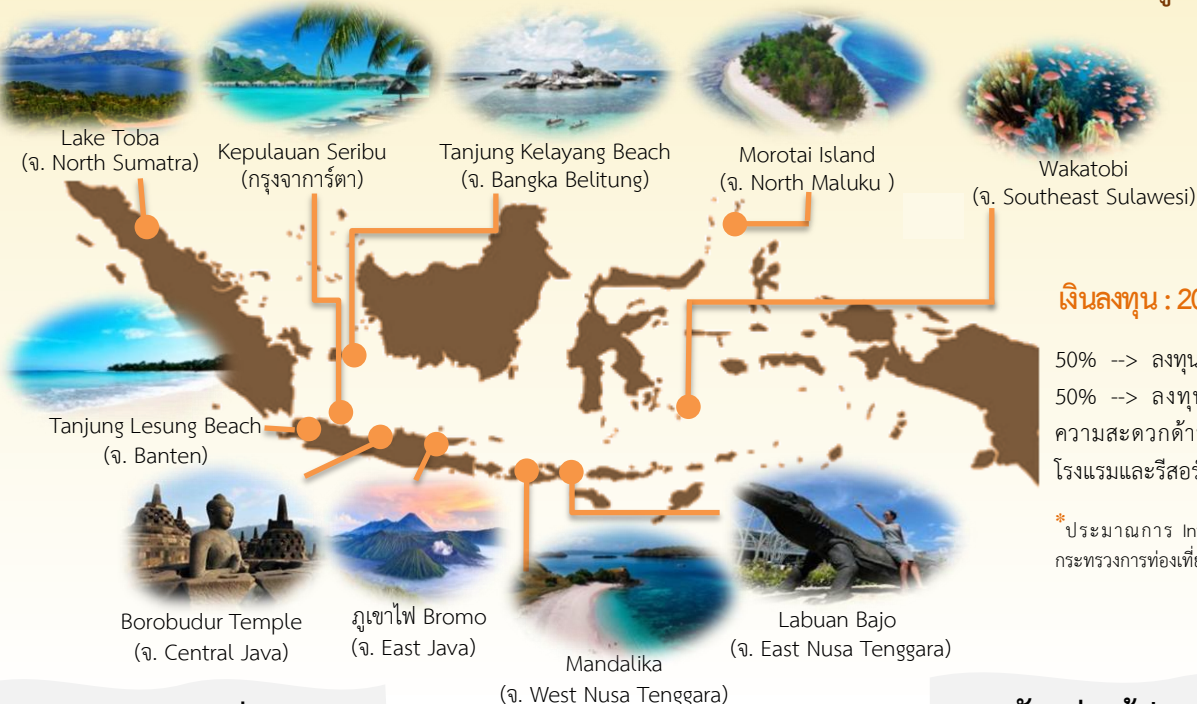 Lake Toba
(จ. North Sumatra)
Kepulauan Seribu
(กรุงจาการ์ตา)
Tanjung Kelayang Beach
(จ. Bangka Belitung)
Morotai Island
(จ. North Maluku )
Wakatobi
(จ. Southeast Sulawesi)
Tanjung Lesung Beach
(จ. Banten)
Borobudur Temple
(จ. Central Java)
ภูเขาไฟ Bromo
(จ. East Java)
Mandalika
(จ. West Nusa Tenggara)
Labuan Bajo
(จ. East Nusa Tenggara)
เงินลงทุน : 20
50% --> ลงทุน
50% --> ลงทุน
ความสะดวกด้า
โรงแรมและรีสอร์
*ประมาณการ In
กระทรวงการท่องเที่